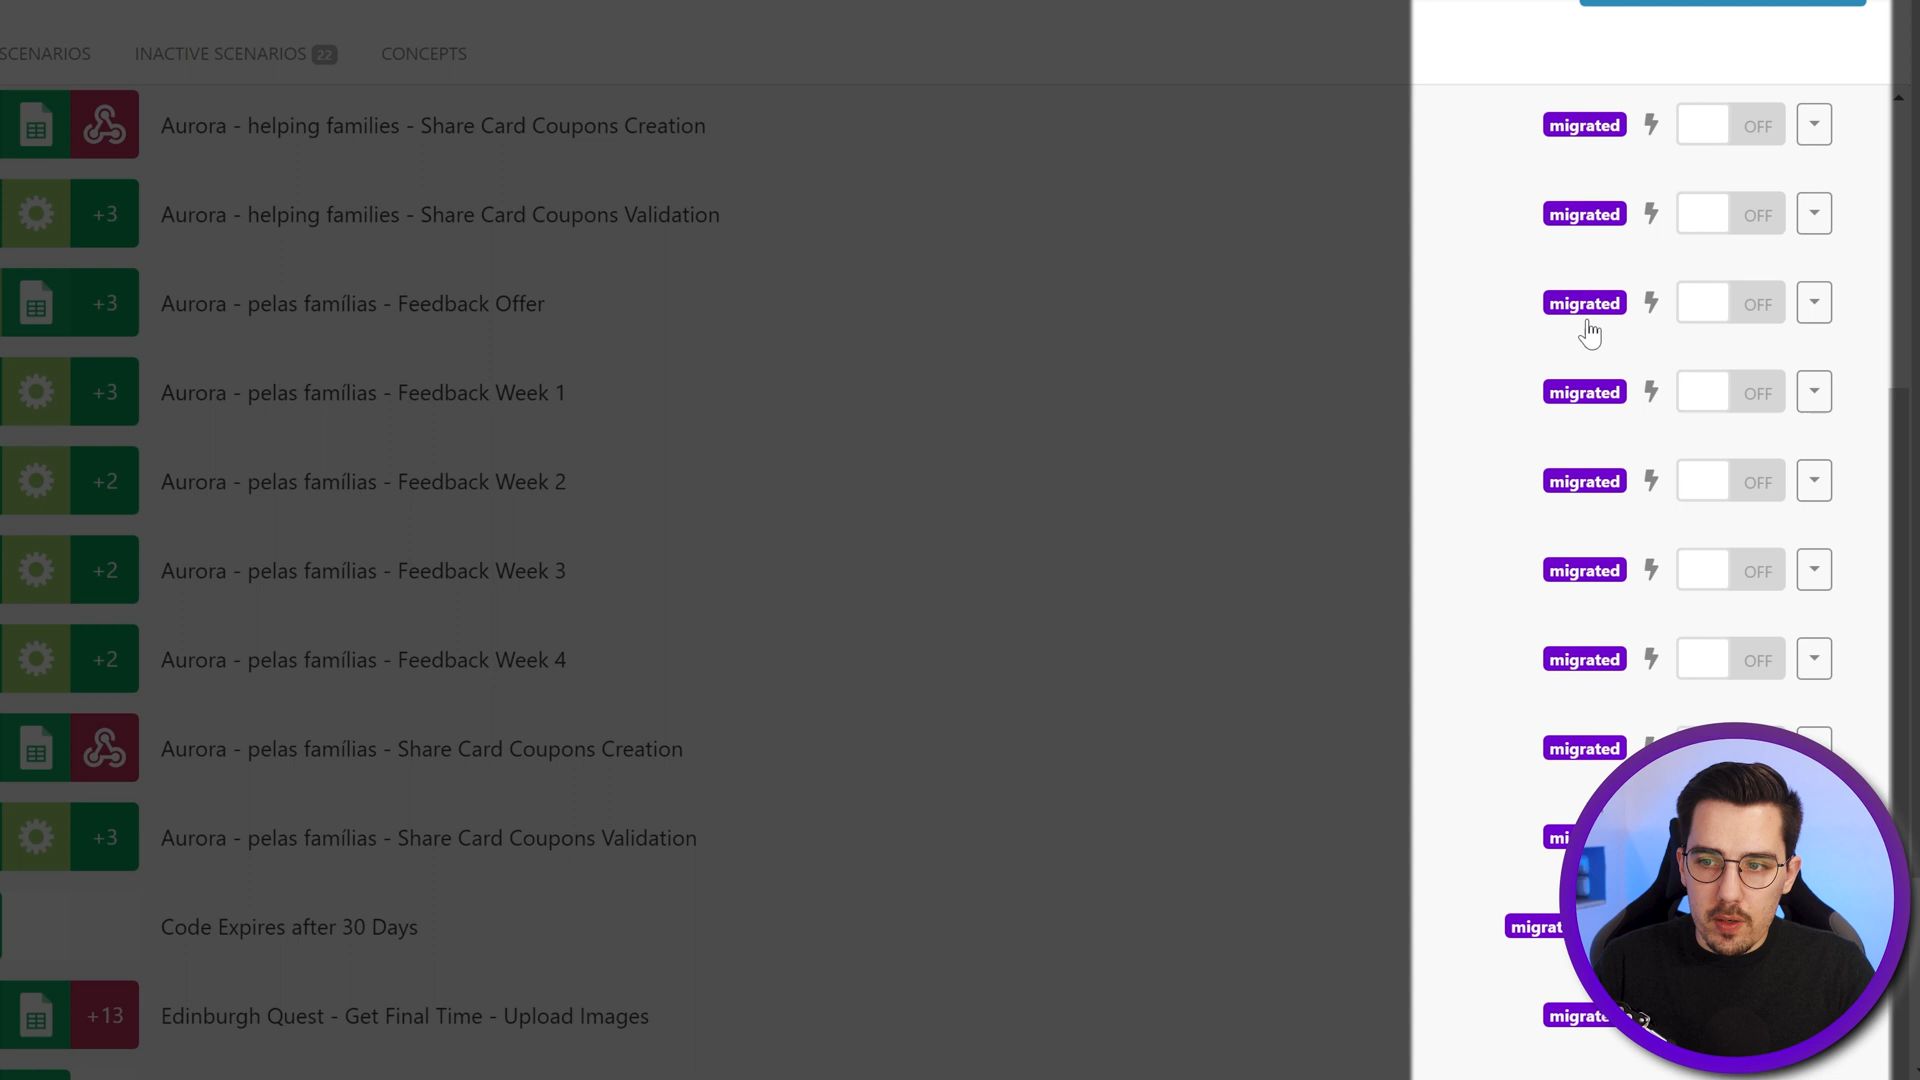 SCENARIOS INACTIVE SCENARIOS 22 CONCEPTS
Aurora - helping families - Share Card Coupons Creation migrated OFF
+3 Aurora - helping families - Share Card Coupons Validation migrated OFF
+3 Aurora - pelas famílias - Feedback Offer migrated OFF
+3 Aurora - pelas famílias - Feedback Week 1 migrated OFF
+2 Aurora - pelas famílias - Feedback Week 2 migrated OFF
+2 Aurora - pelas famílias - Feedback Week 3 migrated OFF
+2 Aurora - pelas famílias - Feedback Week 4 migrated OFF
Aurora - pelas famílias - Share Card Coupons Creation migrated
+3 Aurora - pelas famílias - Share Card Coupons Validation mi
Code Expires after 30 Days migrat
+13 Edinburgh Quest - Get Final Time - Upload Images migrate